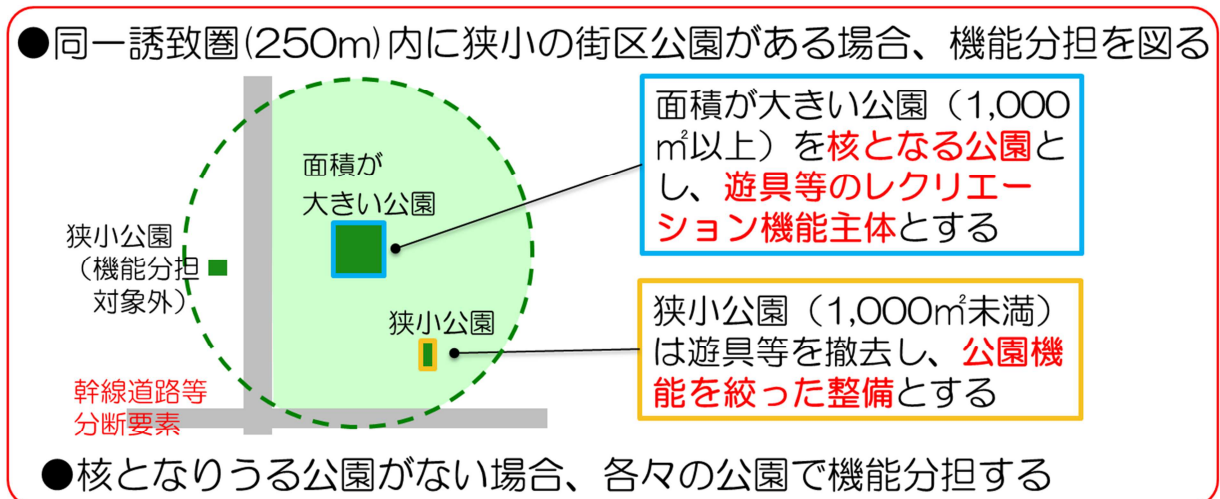 ●同一誘致圏(250m)内に狭小の街区公園がある場合、機能分担を図る
面積が
大きい公園
狭小公園
（機能分担
対象外）
狭小公園
幹線道路等
分断要素
面積が大きい公園（1,000
㎡以上）を核となる公園と
し、遊具等のレクリエー
ション機能主体とする
狭小公園（1,000㎡未満）
は遊具等を撤去し、公園機
能を絞った整備とする
●核となりうる公園がない場合、各々の公園で機能分担する